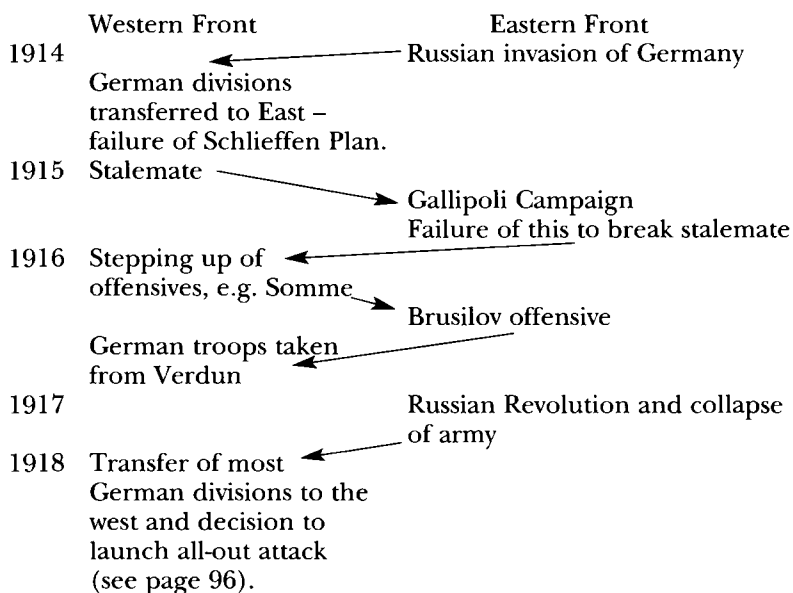 Western Front Eastern Front
1914 Russian invasion of Germany
German divisions
transferred to East –
failure of Schlieffen Plan.
1915 Stalemate
Gallipoli Campaign
Failure of this to break stalemate
1916 Stepping up of
offensives, e.g. Somme
Brusilov offensive
German troops taken
from Verdun
1917 Russian Revolution and collapse
of army
1918 Transfer of most
German divisions to the
west and decision to
launch all-out attack
(see page 96).